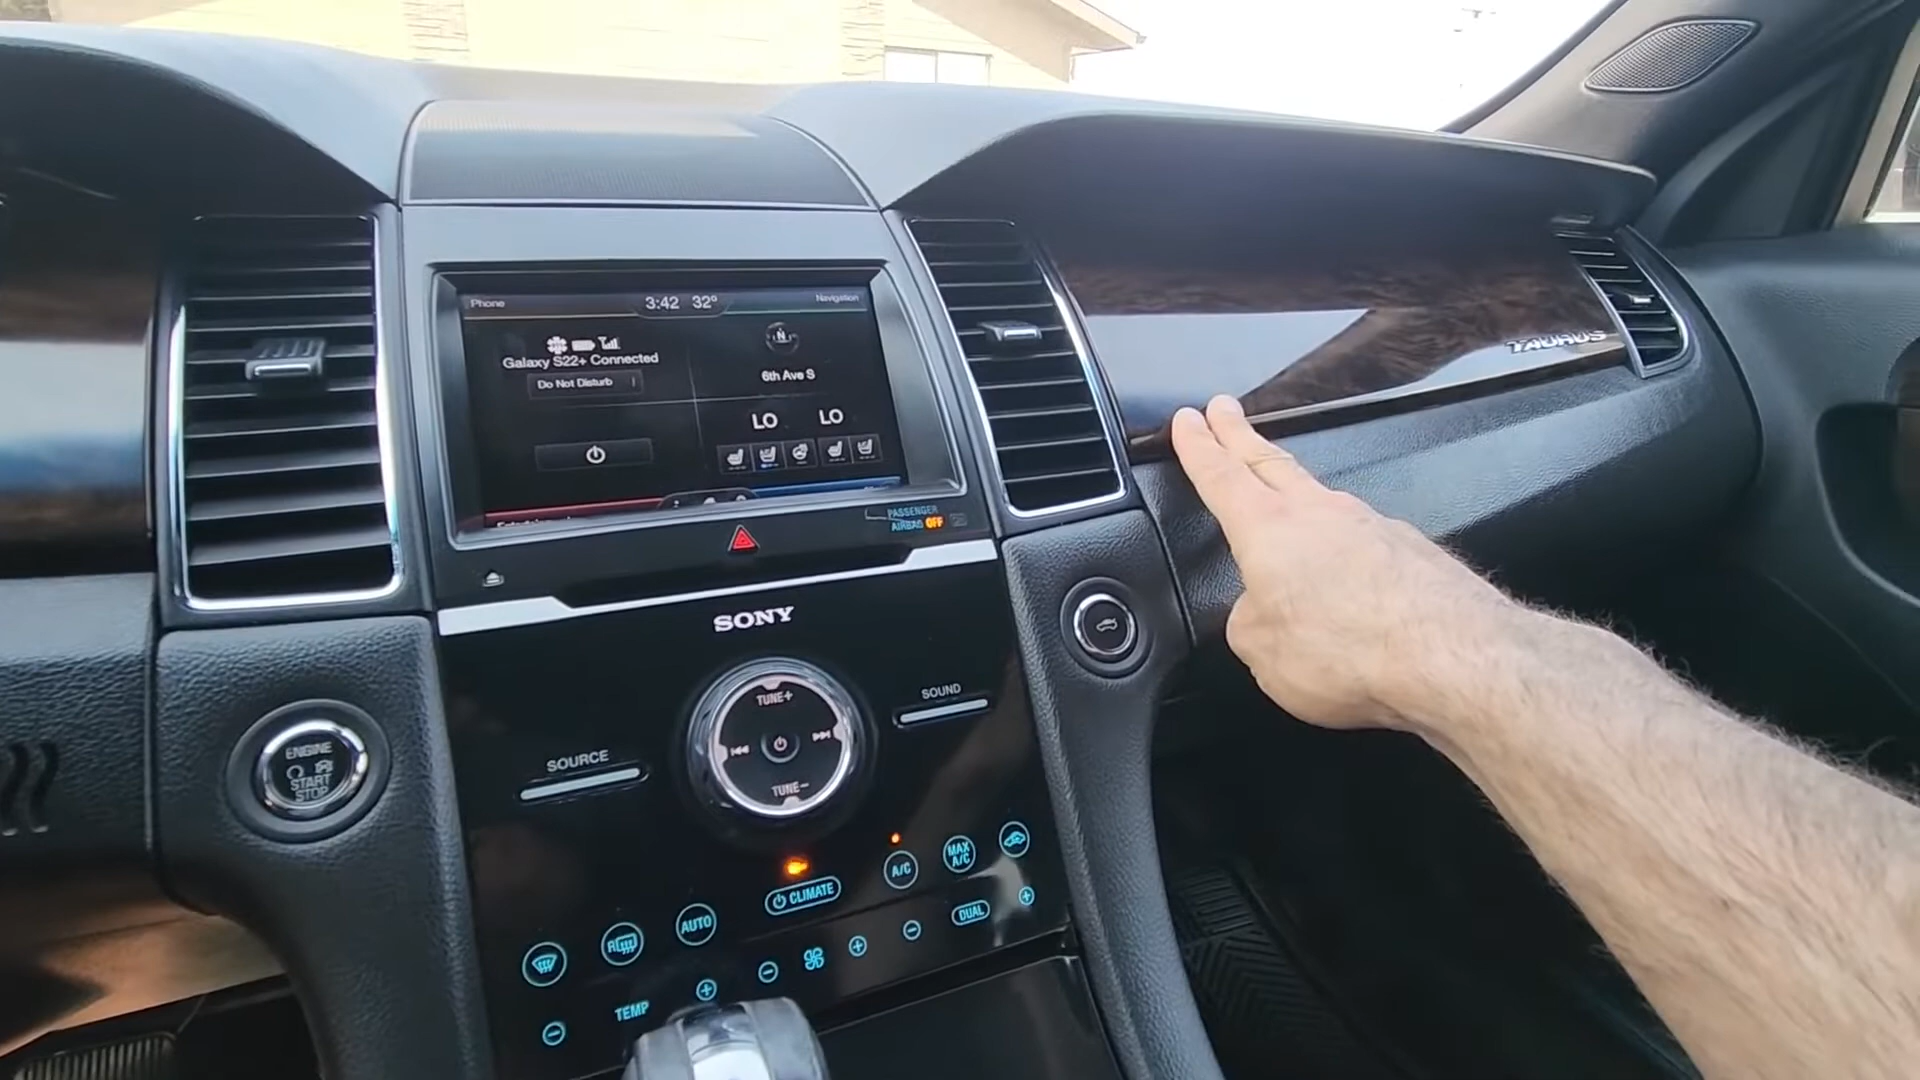 Phone
3:42 32°
Navigation
Galaxy S22+ Connected
Do Not Disturb
N
6th Ave S
LO LO
TAURUS
PASSENGER
AIRBAG OFF
SONY
SOUND
SOURCE
TUNE+
TUNE-
ENGINE
START
STOP
A/C
MAX
A/C
CLIMATE
AUTO
R
DUAL
TEMP